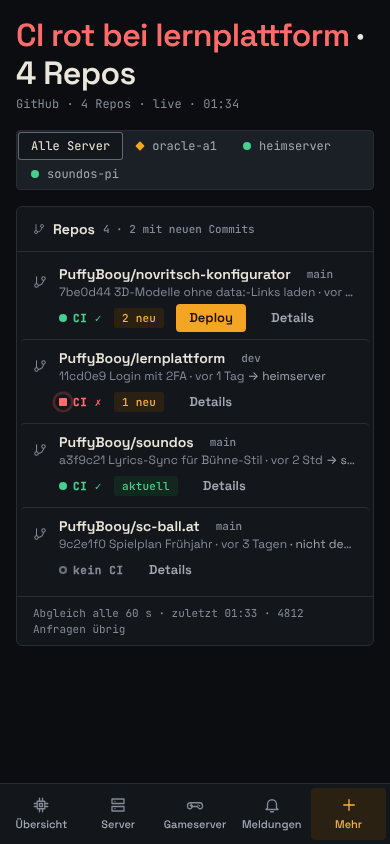 CI rot bei lernplattform ·
4 Repos
GitHub · 4 Repos · live · 01:34
Alle Server
oracle-a1
heimserver
soundos-pi
Repos 4 · 2 mit neuen Commits
PuffyBooy/novritsch-konfigurator main
7be0d44 3D-Modelle ohne data:-Links laden · vor …
CI ✓ 2 neu Deploy Details
PuffyBooy/lernplattform dev
11cd0e9 Login mit 2FA · vor 1 Tag → heimserver
CI ✗ 1 neu Details
PuffyBooy/soundos main
a3f9c21 Lyrics-Sync für Bühne-Stil · vor 2 Std → s…
CI ✓ aktuell Details
PuffyBooy/sc-ball.at main
9c2e1f0 Spielplan Frühjahr · vor 3 Tagen · nicht de…
kein CI Details
Abgleich alle 60 s · zuletzt 01:33 · 4812
Anfragen übrig
Übersicht
Server
Gameserver
Meldungen
Mehr